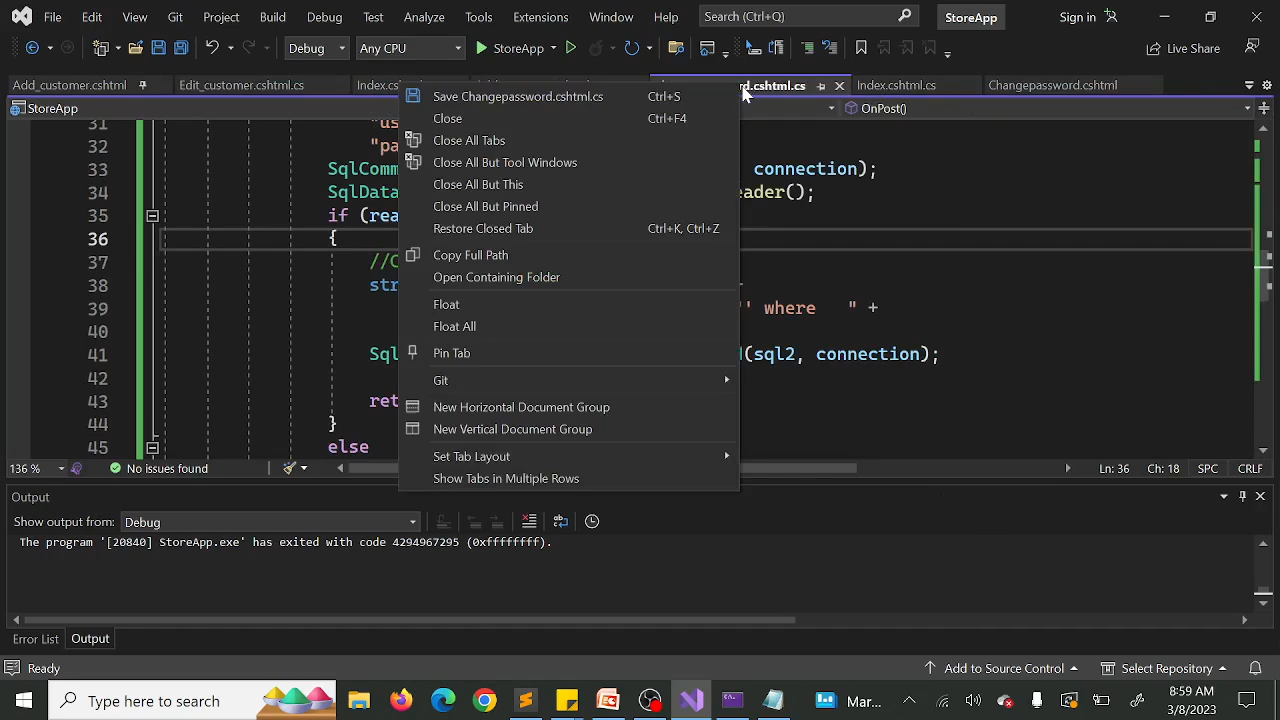 File Edit View Git Project Build Debug Test Analyze Tools Extensions Window Help Search (Ctrl+Q) StoreApp Sign in
Debug Any CPU StoreApp Live Share
Add_customer.cshtml Edit_customer.cshtml rd.cshtml.cs Index.cshtml.cs Changepassword.cshtml
StoreApp OnPost()
31 "us
32 "pa
33 SqlComm connection);
34 SqlData eader();
35 if (rea
36 {
37 //C
38 str
39 ' where " +
40
41 Sql (sql2, connection);
42
43 ret
44 }
45 else
Save Changepassword.cshtml.cs Ctrl+S
Close Ctrl+F4
Close All Tabs
Close All But Tool Windows
Close All But This
Close All But Pinned
Restore Closed Tab Ctrl+K, Ctrl+Z
Copy Full Path
Open Containing Folder
Float
Float All
Pin Tab
Git
New Horizontal Document Group
New Vertical Document Group
Set Tab Layout
Show Tabs in Multiple Rows
136 % No issues found Ln: 36 Ch: 18 SPC CRLF
Output
Show output from: Debug
The program '[20840] StoreApp.exe' has exited with code 4294967295 (0xffffffff).
Error List Output
Ready Add to Source Control Select Repository
Type here to search Mar... 8:39 AM
3/8/2023